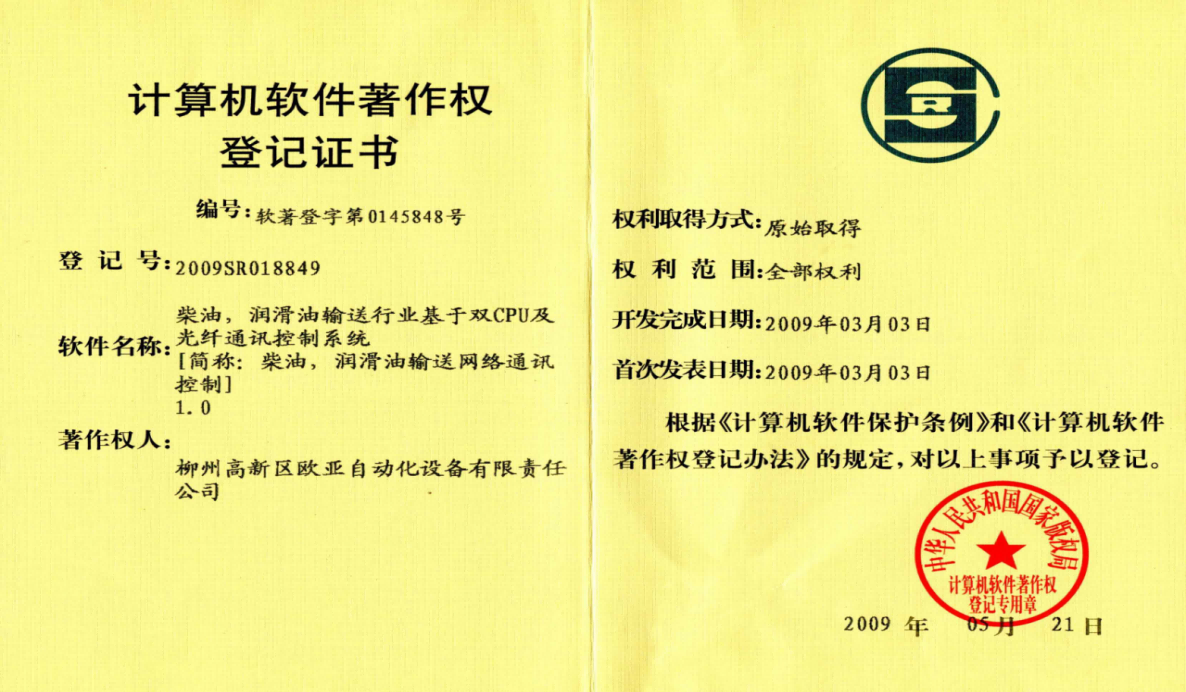 计算机软件著作权
登记证书
编号：软著登字第0145848号
登 记 号：2009SR018849
软件名称：柴油，润滑油输送行业基于双CPU及
光纤通讯控制系统
[简称：柴油，润滑油输送网络通讯
控制]
1.0
著作权人：
柳州高新区欧亚自动化设备有限责任
公司
R
权利取得方式：原始取得
权 利 范 围：全部权利
开发完成日期：2009年03月03日
首次发表日期：2009年03月03日
根据《计算机软件保护条例》和《计算机软件
著作权登记办法》的规定，对以上事项予以登记。
中华人民共和国国家版权局
计算机软件著作权
登记专用章
2009 年 05月 21日